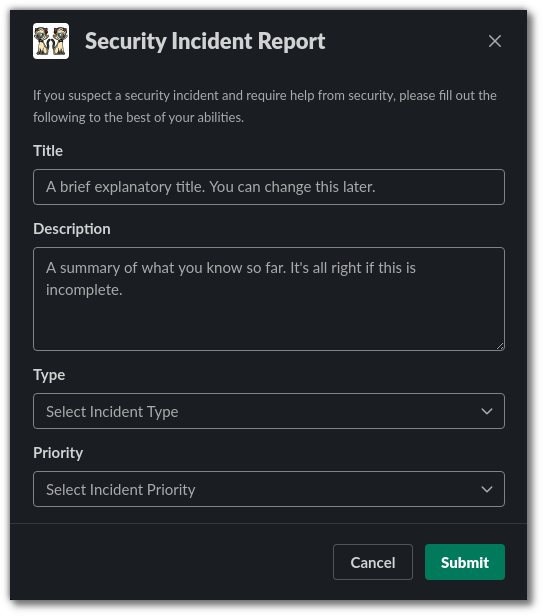 Security Incident Report
If you suspect a security incident and require help from security, please fill out the
following to the best of your abilities.
Title
A brief explanatory title. You can change this later.
Description
A summary of what you know so far. It's all right if this is
incomplete.
Type
Select Incident Type
Priority
Select Incident Priority
Cancel
Submit